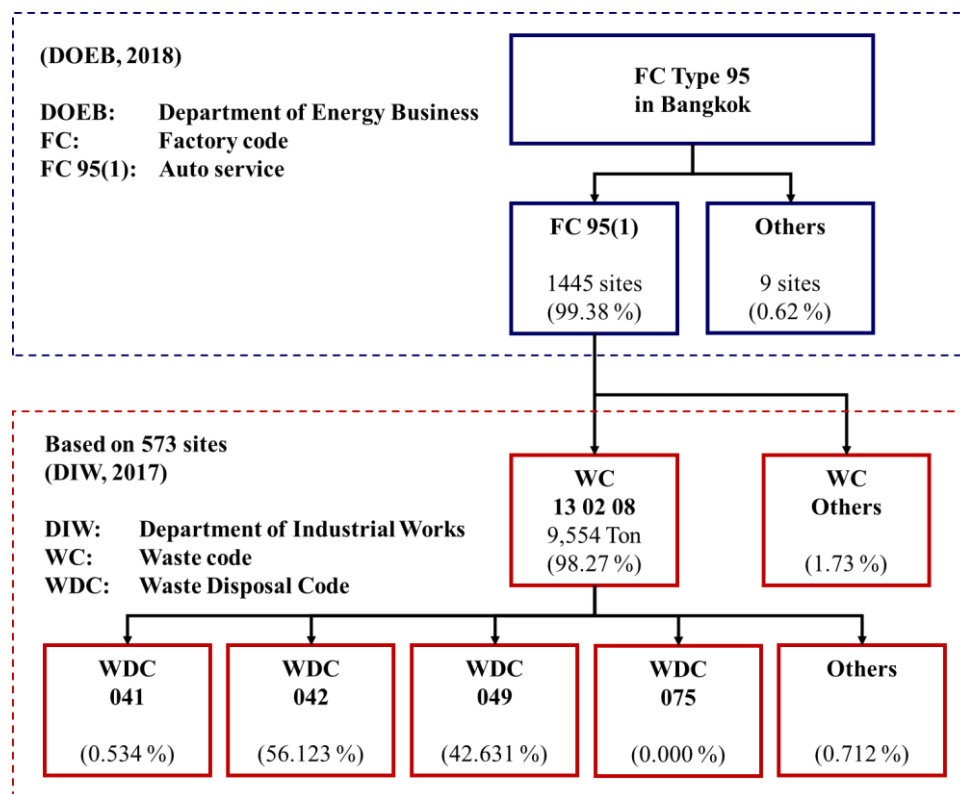 (DOEB, 2018)
DOEB: Department of Energy Business
FC: Factory code
FC 95(1): Auto service
FC Type 95
in Bangkok
FC 95(1)
1445 sites
(99.38 %)
Others
9 sites
(0.62 %)
Based on 573 sites
(DIW, 2017)
DIW: Department of Industrial Works
WC: Waste code
WDC: Waste Disposal Code
WC
13 02 08
9,554 Ton
(98.27 %)
WC
Others
(1.73 %)
WDC
041
(0.534 %)
WDC
042
(56.123 %)
WDC
049
(42.631 %)
WDC
075
(0.000 %)
Others
(0.712 %)